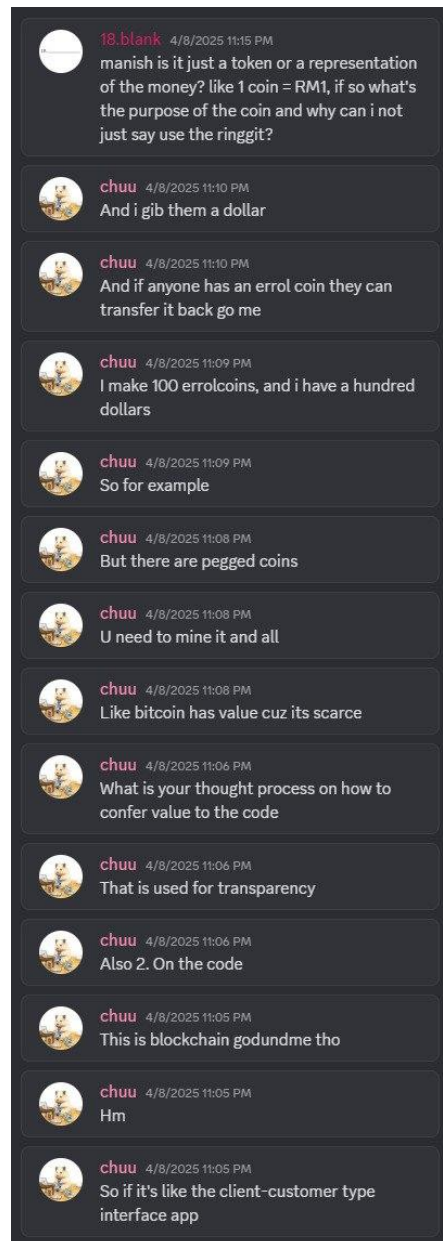 18.blank 4/8/2025 11:15 PM
manish is it just a token or a representation
of the money? like 1 coin = RM1, if so what's
the purpose of the coin and why can i not
just say use the ringgit?
chuu 4/8/2025 11:10 PM
And i gib them a dollar
chuu 4/8/2025 11:10 PM
And if anyone has an errol coin they can
transfer it back go me
chuu 4/8/2025 11:09 PM
I make 100 errolcoins, and i have a hundred
dollars
chuu 4/8/2025 11:09 PM
So for example
chuu 4/8/2025 11:08 PM
But there are pegged coins
chuu 4/8/2025 11:08 PM
U need to mine it and all
chuu 4/8/2025 11:08 PM
Like bitcoin has value cuz its scarce
chuu 4/8/2025 11:06 PM
What is your thought process on how to
confer value to the code
chuu 4/8/2025 11:06 PM
That is used for transparency
chuu 4/8/2025 11:06 PM
Also 2. On the code
chuu 4/8/2025 11:05 PM
This is blockchain godundme tho
chuu 4/8/2025 11:05 PM
Hm
chuu 4/8/2025 11:05 PM
So if it's like the client-customer type
interface app